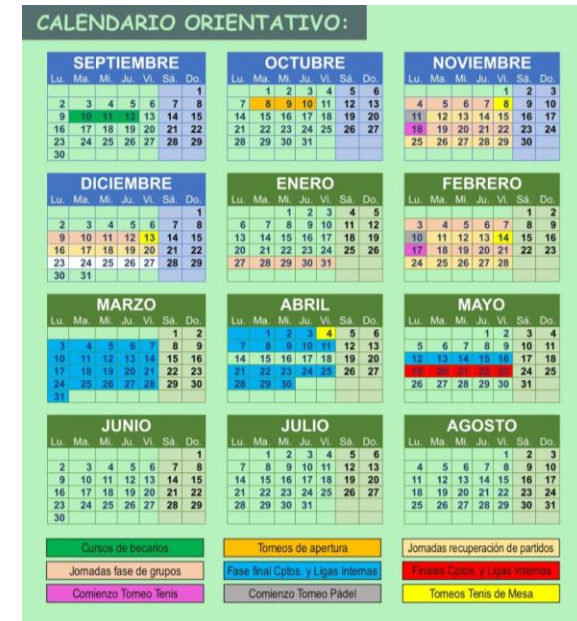 CALENDARIO ORIENTATIVO:
SEPTIEMBRE
Lu. Ma. Mi. Ju. Vi. Sá. Do.
1
2 3 4 5 6 7 8
9 10 11 12 13 14 15
16 17 18 19 20 21 22
23 24 25 26 27 28 29
30
OCTUBRE
Lu. Ma. Mi. Ju. Vi. Sá. Do.
1 2 3 4 5 6
7 8 9 10 11 12 13
14 15 16 17 18 19 20
21 22 23 24 25 26 27
28 29 30 31
NOVIEMBRE
Lu. Ma. Mi. Ju. Vi. Sá. Do.
1 2 3
4 5 6 7 8 9 10
11 12 13 14 15 16 17
18 19 20 21 22 23 24
25 26 27 28 29 30
DICIEMBRE
Lu. Ma. Mi. Ju. Vi. Sá. Do.
1
2 3 4 5 6 7 8
9 10 11 12 13 14 15
16 17 18 19 20 21 22
23 24 25 26 27 28 29
30 31
ENERO
Lu. Ma. Mi. Ju. Vi. Sá. Do.
1 2 3 4 5
6 7 8 9 10 11 12
13 14 15 16 17 18 19
20 21 22 23 24 25 26
27 28 29 30 31
FEBRERO
Lu. Ma. Mi. Ju. Vi. Sá. Do.
1 2
3 4 5 6 7 8 9
10 11 12 13 14 15 16
17 18 19 20 21 22 23
24 25 26 27 28
MARZO
Lu. Ma. Mi. Ju. Vi. Sá. Do.
1 2
3 4 5 6 7 8 9
10 11 12 13 14 15 16
17 18 19 20 21 22 23
24 25 26 27 28 29 30
31
ABRIL
Lu. Ma. Mi. Ju. Vi. Sá. Do.
1 2 3 4 5 6
7 8 9 10 11 12 13
14 15 16 17 18 19 20
21 22 23 24 25 26 27
28 29 30
MAYO
Lu. Ma. Mi. Ju. Vi. Sá. Do.
1 2 3 4
5 6 7 8 9 10 11
12 13 14 15 16 17 18
19 20 21 22 23 24 25
26 27 28 29 30 31
JUNIO
Lu. Ma. Mi. Ju. Vi. Sá. Do.
1
2 3 4 5 6 7 8
9 10 11 12 13 14 15
16 17 18 19 20 21 22
23 24 25 26 27 28 29
30
JULIO
Lu. Ma. Mi. Ju. Vi. Sá. Do.
1 2 3 4 5 6
7 8 9 10 11 12 13
14 15 16 17 18 19 20
21 22 23 24 25 26 27
28 29 30 31
AGOSTO
Lu. Ma. Mi. Ju. Vi. Sá. Do.
1 2 3
4 5 6 7 8 9 10
11 12 13 14 15 16 17
18 19 20 21 22 23 24
25 26 27 28 29 30 31
Cursos de becarios
Torneos de apertura
Jornadas recuperación de partidos
Jornadas fase de grupos
Fase final Cptos. y Ligas Internas
Finales Cptos. y Ligas Internas
Comienzo Torneo Tenis
Comienzo Torneo Pádel
Torneos Tenis de Mesa